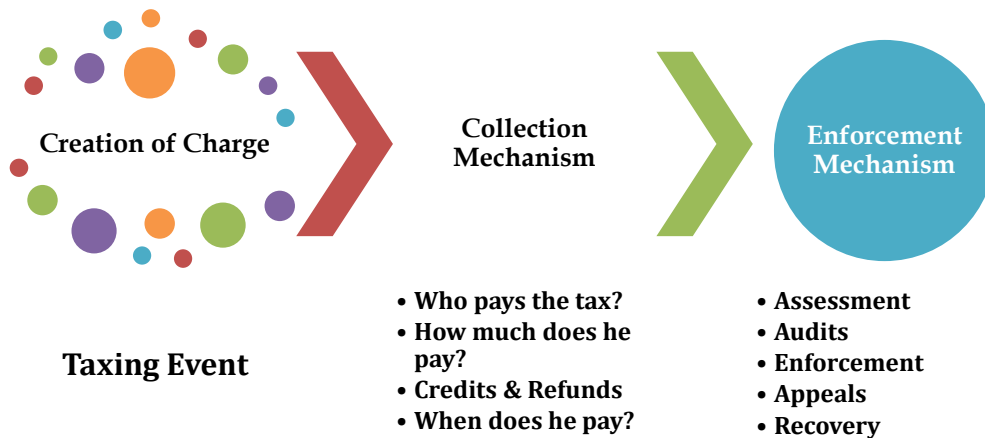 Creation of Charge
Collection
Mechanism
Enforcement
Mechanism
Taxing Event
• Who pays the tax?
• How much does he
pay?
• Credits & Refunds
• When does he pay?
• Assessment
• Audits
• Enforcement
• Appeals
• Recovery